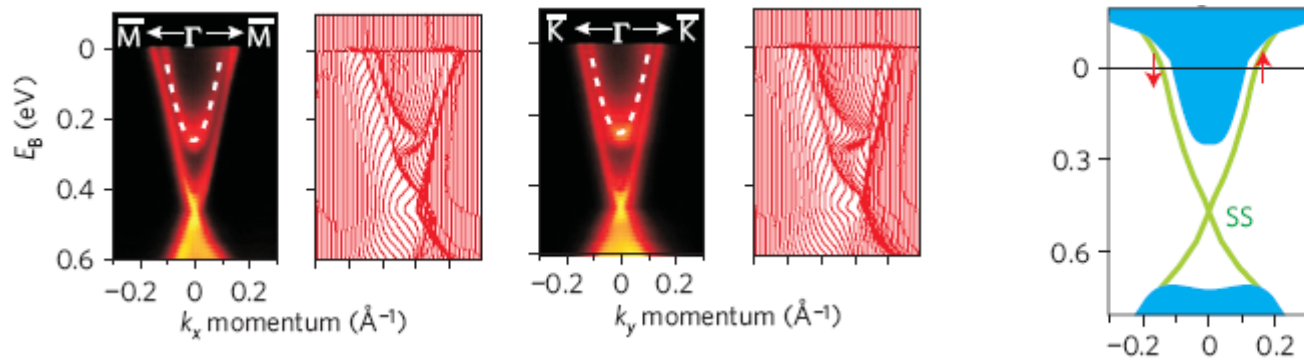 M̅ ← Γ → M̅
K̅ ← Γ → K̅
0
0.2
0.4
0.6
E_B (eV)
−0.2 0 0.2
k_x momentum (Å⁻¹)
−0.2 0 0.2
k_y momentum (Å⁻¹)
0
0.3
0.6
SS
−0.2 0 0.2